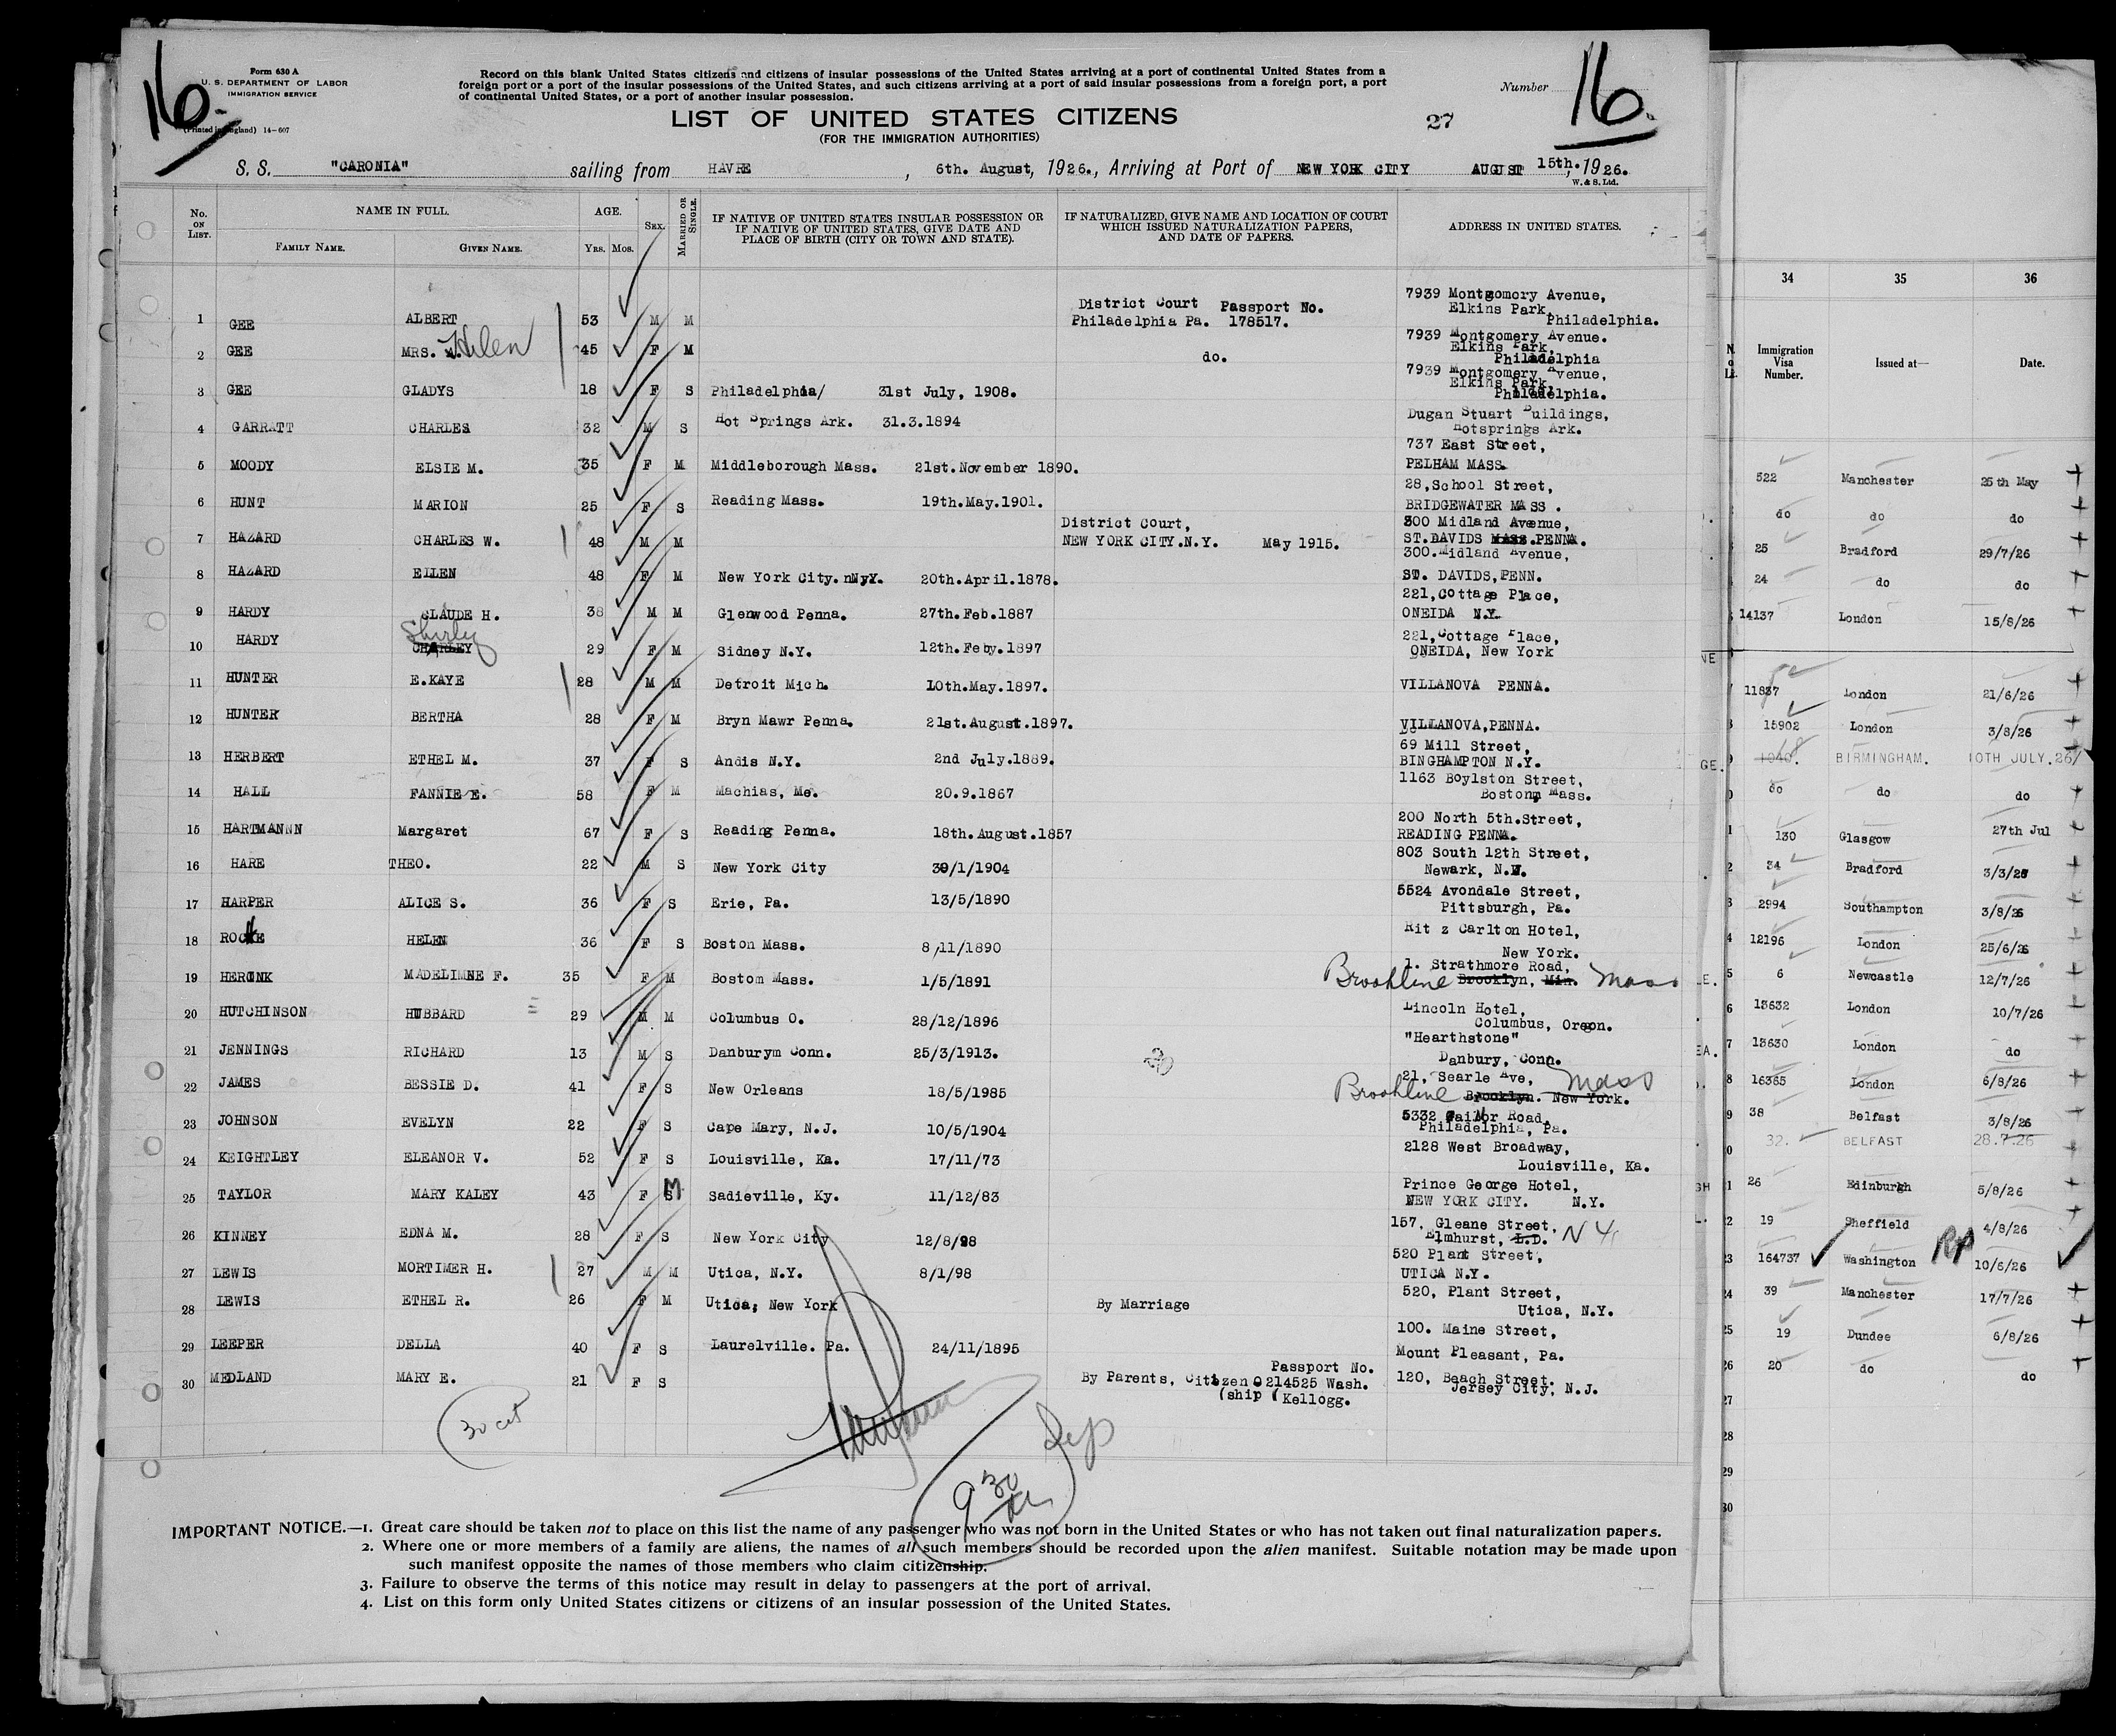 16.
Form 630 A
U. S. DEPARTMENT OF LABOR
IMMIGRATION SERVICE
(Printed in England) 14-607
Record on this blank United States citizens and citizens of insular possessions of the United States arriving at a port of continental United States from a
foreign port or a port of the insular possessions of the United States, and such citizens arriving at a port of said insular possessions from a foreign port, a port
of continental United States, or a port of another insular possession.
Number 16.
LIST OF UNITED STATES CITIZENS
(FOR THE IMMIGRATION AUTHORITIES)
27
S. S. "CARONIA" sailing from HAVRE, 6th. August, 1926., Arriving at Port of NEW YORK CITY AUGUST 15th, 1926.
W. & S. Ltd.
No. ON LIST. NAME IN FULL. AGE. SEX. MARRIED OR SINGLE. IF NATIVE OF UNITED STATES INSULAR POSSESSION OR IF NATIVE OF UNITED STATES, GIVE DATE AND PLACE OF BIRTH (CITY OR TOWN AND STATE). IF NATURALIZED, GIVE NAME AND LOCATION OF COURT WHICH ISSUED NATURALIZATION PAPERS, AND DATE OF PAPERS. ADDRESS IN UNITED STATES.
FAMILY NAME. GIVEN NAME. YRS. MOS.
1 GEE ALBERT 53 M M District Court Philadelphia Pa. Passport No. 178517. 7939 Montgomory Avenue, Elkins Park, Philadelphia.
2 GEE MRS. A. Helen 45 F M do. 7939 Montgomery Avenue. Elkins Park, Philadelphia
3 GEE GLADYS 18 F S Philadelphia/ 31st July, 1908. 7939 Montgomery Avenue, Elkins Park, Philadelphia.
4 GARRATT CHARLES 32 M S Hot Springs Ark. 31.3.1894 Dugan Stuart Buildings, Hotsprings Ark.
5 MOODY ELSIE M. 35 F M Middleborough Mass. 21st.November 1890. 737 East Street, PELHAM MASS.
6 HUNT MARION 25 F S Reading Mass. 19th.May.1901. 28,School Street, BRIDGEWATER MASS.
7 HAZARD CHARLES W. 48 M M District Court, NEW YORK CITY.N.Y. May 1915. 300 Midland Avenue, ST.DAVIDS MASS.PENNA.
8 HAZARD ELLEN 48 F M New York City. nNyY. 20th.April.1878. 300.Midland Avenue, ST. DAVIDS,PENN.
9 HARDY CLAUDE H. 38 M M Glenwood Penna. 27th.Feb.1887 221,Cottage Place, ONEIDA N.Y.
10 HARDY CHARLEY Shirley 29 F M Sidney N.Y. 12th.Feby.1897 221,Cottage Place, ONEIDA, New York
11 HUNTER E.KAYE 28 M M Detroit Mich. 10th.May.1897. VILLANOVA PENNA.
12 HUNTER BERTHA 28 F M Bryn Mawr Penna. 21st.August.1897. VILLANOVA,PENNA.
13 HERBERT ETHEL M. 37 F S Andis N.Y. 2nd July.1889. 69 Mill Street, BINGHAMPTON N.Y.
14 HALL FANNIE E. 58 F M Machias, Me. 20.9.1867 1163 Boylston Street, Boston, Mass.
15 HARTMANNN Margaret 67 F S Reading Penna. 18th.August.1857 200 North 5th.Street, READING PENNA.
16 HARE THEO. 22 M S New York City 30/1/1904 803 South 12th Street, Newark, N.J.
17 HARPER ALICE S. 36 F S Erie, Pa. 13/5/1890 5524 Avondale Street, Pittsburgh, Pa.
18 ROCHE HELEN 36 F S Boston Mass. 8/11/1890 Rit z Carlton Hotel, New York.
19 HERINK MADELIMNE F. 35 F M Bostom Mass. 1/5/1891 1. Strathmore Road, Brookline Brooklyn, Min. Mass
20 HUTCHINSON HUBBARD 29 M M Columbus O. 28/12/1896 Lincoln Hotel, Columbus, Oregon.
21 JENNINGS RICHARD 13 M S Danburym Conn. 25/3/1913. "Hearthstone" Danbury, Conn.
22 JAMES BESSIE D. 41 F S New Orleans 18/5/1985 21, Searle Ave, Brookline Brooklyn. New York. Mass
23 JOHNSON EVELYN 22 F S Cape Mary, N.J. 10/5/1904 5332 Road, Philadelphia, Pa.
24 KEIGHTLEY ELEANOR V. 52 F S Louisville, Ka. 17/11/73 2128 West Broadway, Louisville, Ka.
25 TAYLOR MARY KALEY 43 F S M Sadieville, Ky. 11/12/83 Prince George Hotel, NEW YORK CITY. N.Y.
26 KINNEY EDNA M. 28 F S New York City 12/8/98 157, Gleane Street, Elmhurst, L.D. N Y
27 LEWIS MORTIMER H. 27 M M Utica, N.Y. 8/1/98 520 Plant Street, UTICA N.Y.
28 LEWIS ETHEL R. 26 F M Utica, New York By Marriage 520, Plant Street, Utica, N.Y.
29 LEEPER DELLA 40 F S Laurelville. Pa. 24/11/1895 100. Maine Street, Mount Pleasant, Pa.
30 MEDLAND MARY E. 21 F S By Parents, Citizen (ship ( Passport No. 214525 Wash. Kellogg. 120, Beach Street. Jersey City, N.J.
30 cit
9 30
IMPORTANT NOTICE.—1. Great care should be taken not to place on this list the name of any passenger who was not born in the United States or who has not taken out final naturalization papers.
2. Where one or more members of a family are aliens, the names of all such members should be recorded upon the alien manifest. Suitable notation may be made upon
such manifest opposite the names of those members who claim citizenship.
3. Failure to observe the terms of this notice may result in delay to passengers at the port of arrival.
4. List on this form only United States citizens or citizens of an insular possession of the United States.
34 35 36
Immigration Visa Number. Issued at— Date.
522 Manchester 25th May
do do do
25 Bradford 29/7/26
24 do do
14137 London 15/8/26
11837 London 21/6/26
15902 London 3/8/26
BIRMINGHAM. 10TH JULY.26
do do do
130 Glasgow 27th Jul
34 Bradford 3/3/26
2994 Southampton 3/8/26
12196 London 25/6/26
6 Newcastle 12/7/26
13632 London 10/7/26
13630 London do
16365 London 6/8/26
38 Belfast 3/8/26
32. BELFAST 28.7.26
26 Edinburgh 5/8/26
19 Sheffield 4/8/26
164737 Washington RP 10/6/26
39 Manchester 17/7/26
19 Dundee 6/8/26
20 do do
27
28
29
30